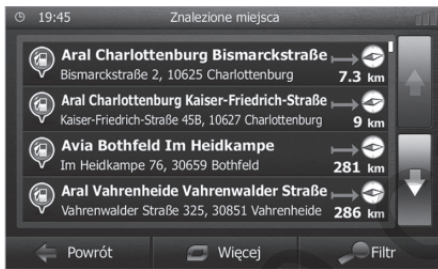 19:45 Znalezione miejsca
Aral Charlottenburg Bismarckstraße
Bismarckstraße 2, 10625 Charlottenburg 7.3 km
Aral Charlottenburg Kaiser-Friedrich-Straße
Kaiser-Friedrich-Straße 45B, 10627 Charlottenburg 9 km
Avia Bothfeld Im Heidkampe
Im Heidkampe 76, 30659 Bothfeld 281 km
Aral Vahrenheide Vahrenwalder Straße
Vahrenwalder Straße 325, 30851 Vahrenheide 286 km
Powrót Więcej Filtr